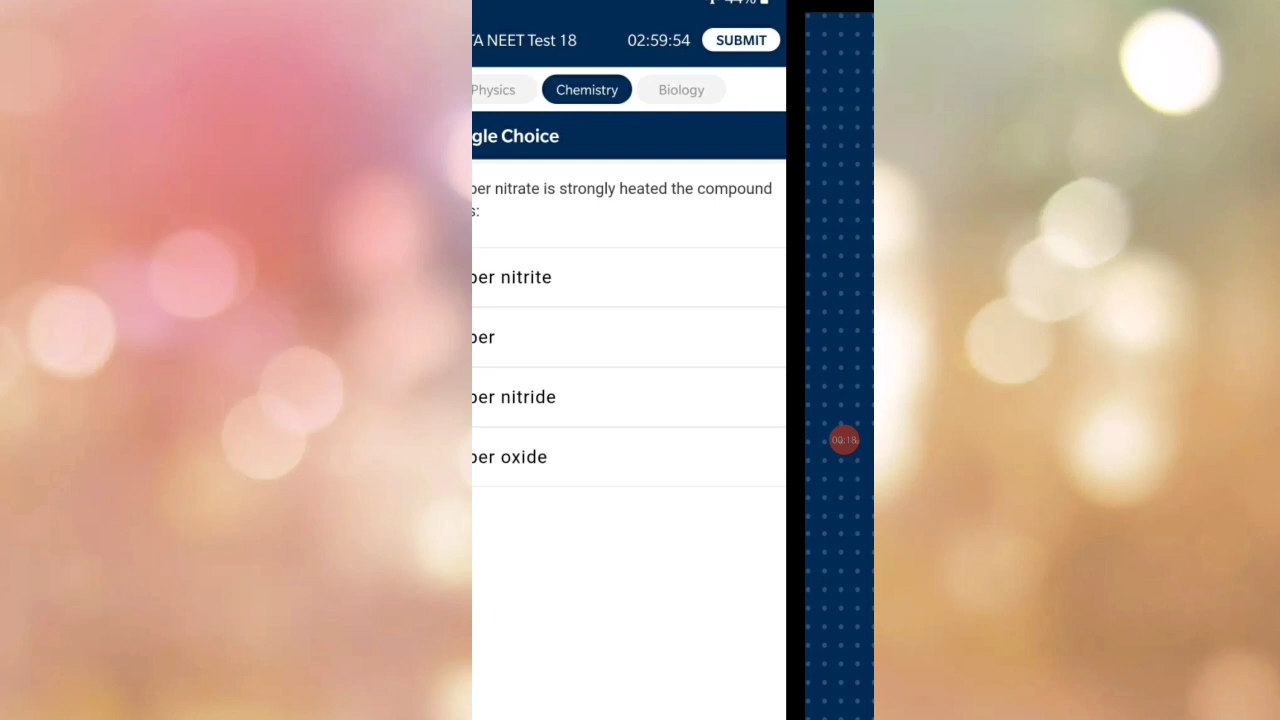 TA NEET Test 18 02:59:54 SUBMIT
Physics Chemistry Biology
gle Choice
per nitrate is strongly heated the compound
s:
per nitrite
per
per nitride
per oxide
00:18